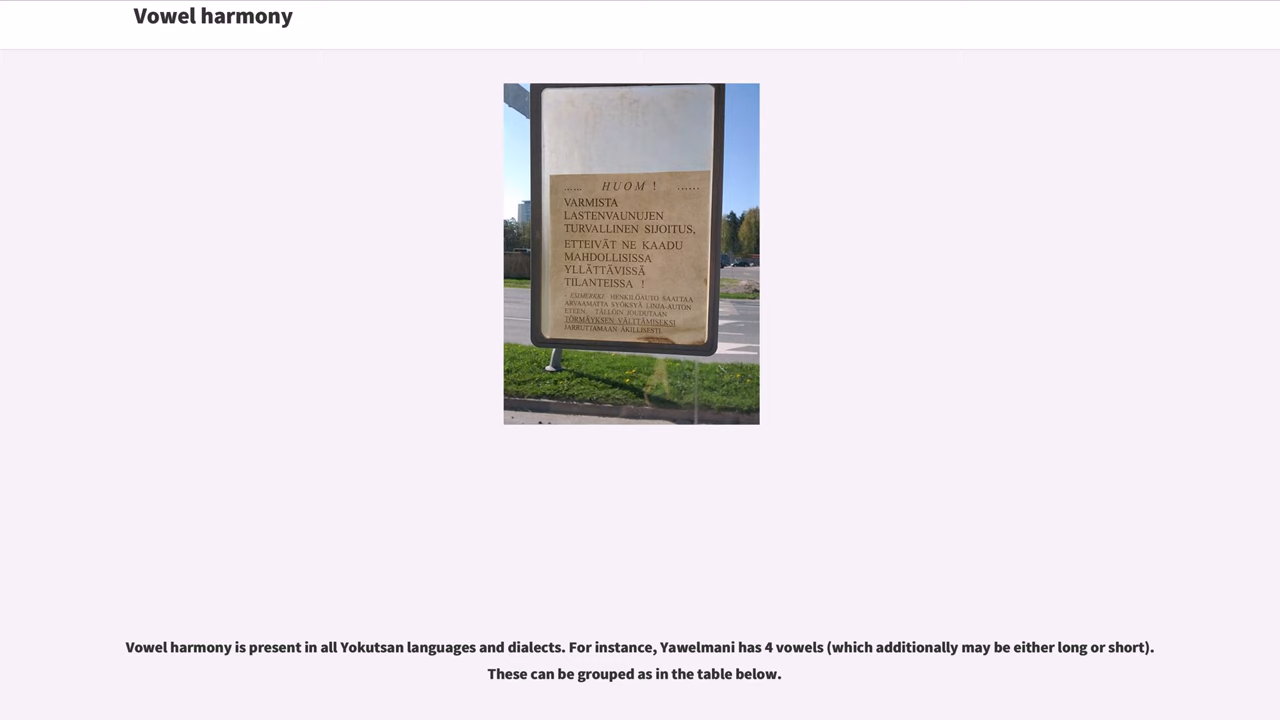 Vowel harmony
...... HUOM ! ......
VARMISTA
LASTENVAUNUJEN
TURVALLINEN SIJOITUS,
ETTEIVÄT NE KAADU
MAHDOLLISISSA
YLLÄTTÄVISSÄ
TILANTEISSA !
- ESIMERKKI: HENKILÖAUTO SAATTAA
ARVAAMATTA SYÖKSYÄ LINJA-AUTON
ETEEN. TÄLLÖIN JOUDUTAAN
TÖRMÄYKSEN VÄLTTÄMISEKSI
JARRUTTAMAAN ÄKILLISESTI.
Vowel harmony is present in all Yokutsan languages and dialects. For instance, Yawelmani has 4 vowels (which additionally may be either long or short).
These can be grouped as in the table below.